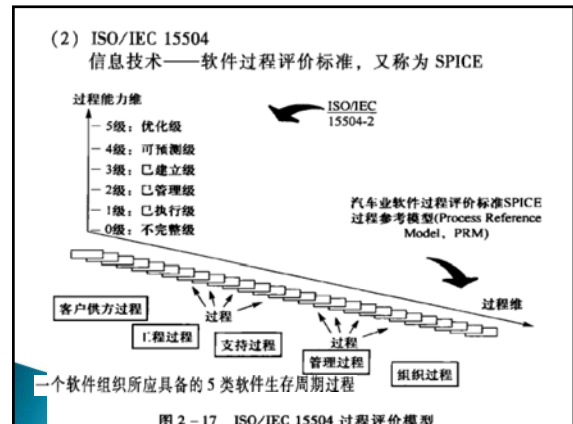 (2) ISO/IEC 15504
信息技术——软件过程评价标准，又称为 SPICE
过程能力维
5级：优化级
4级：可预测级
3级：已建立级
2级：已管理级
1级：已执行级
0级：不完整级
ISO/IEC
15504-2
汽车业软件过程评价标准SPICE
过程参考模型(Process Reference
Model，PRM)
过程维
客户供方过程
过程
工程过程
支持过程
过程
管理过程
组织过程
一个软件组织所应具备的 5 类软件生存周期过程
图 2-17 ISO/IEC 15504 过程评价模型